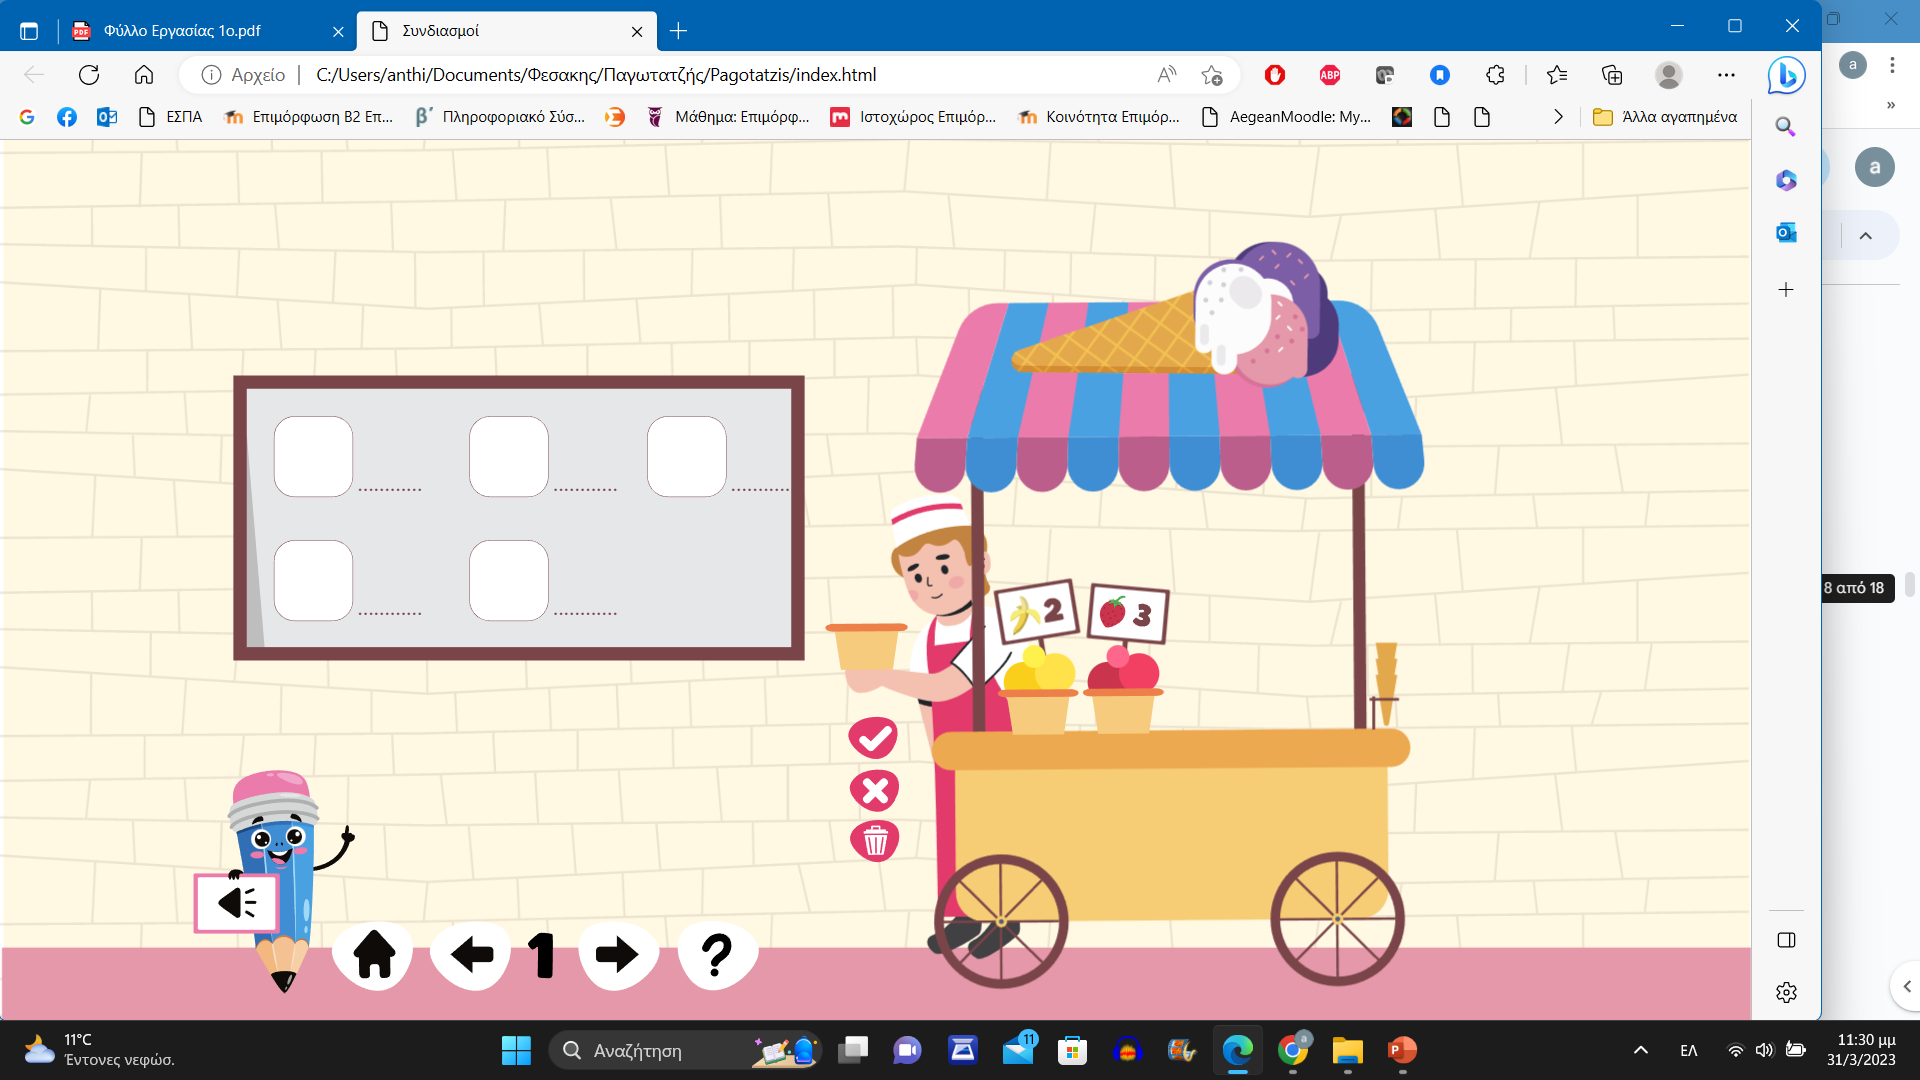 Φύλλο Εργασίας 1ο.pdf
Συνδιασμοί
Αρχείο
C:/Users/anthi/Documents/Φεσακης/Παγωτατζής/Pagotatzis/index.html
ΕΣΠΑ
Επιμόρφωση Β2 Επ...
Πληροφοριακό Σύσ...
Μάθημα: Επιμόρφ...
Ιστοχώρος Επιμόρ...
Κοινότητα Επιμόρ...
AegeanMoodle: My...
Άλλα αγαπημένα
PDF
ABP
a
a
............ ............ ............
............ ............
2
3
1
?
8 από 18
11°C
Έντονες νεφώσ.
Αναζήτηση
11
a
ΕΛ
11:30 μμ
31/3/2023